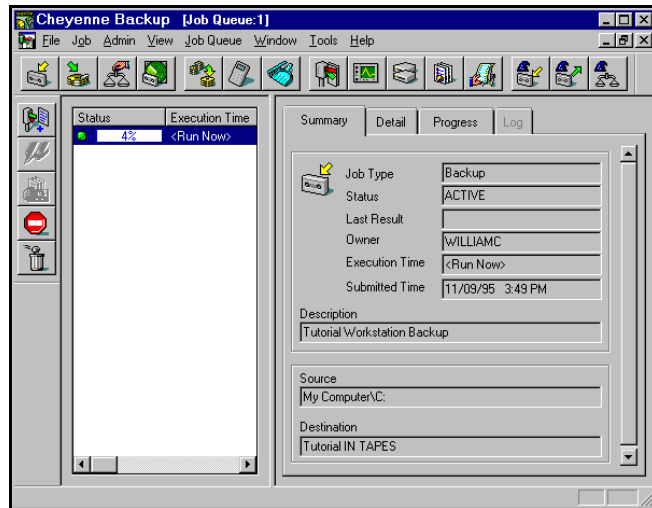 Cheyenne Backup [Job Queue:1]
File Job Admin View Job Queue Window Tools Help
Status Execution Time
4% <Run Now>
Summary Detail Progress Log
Job Type Backup
Status ACTIVE
Last Result
Owner WILLIAMC
Execution Time <Run Now>
Submitted Time 11/09/95 3:49 PM
Description
Tutorial Workstation Backup
Source
My Computer\C:
Destination
Tutorial IN TAPES